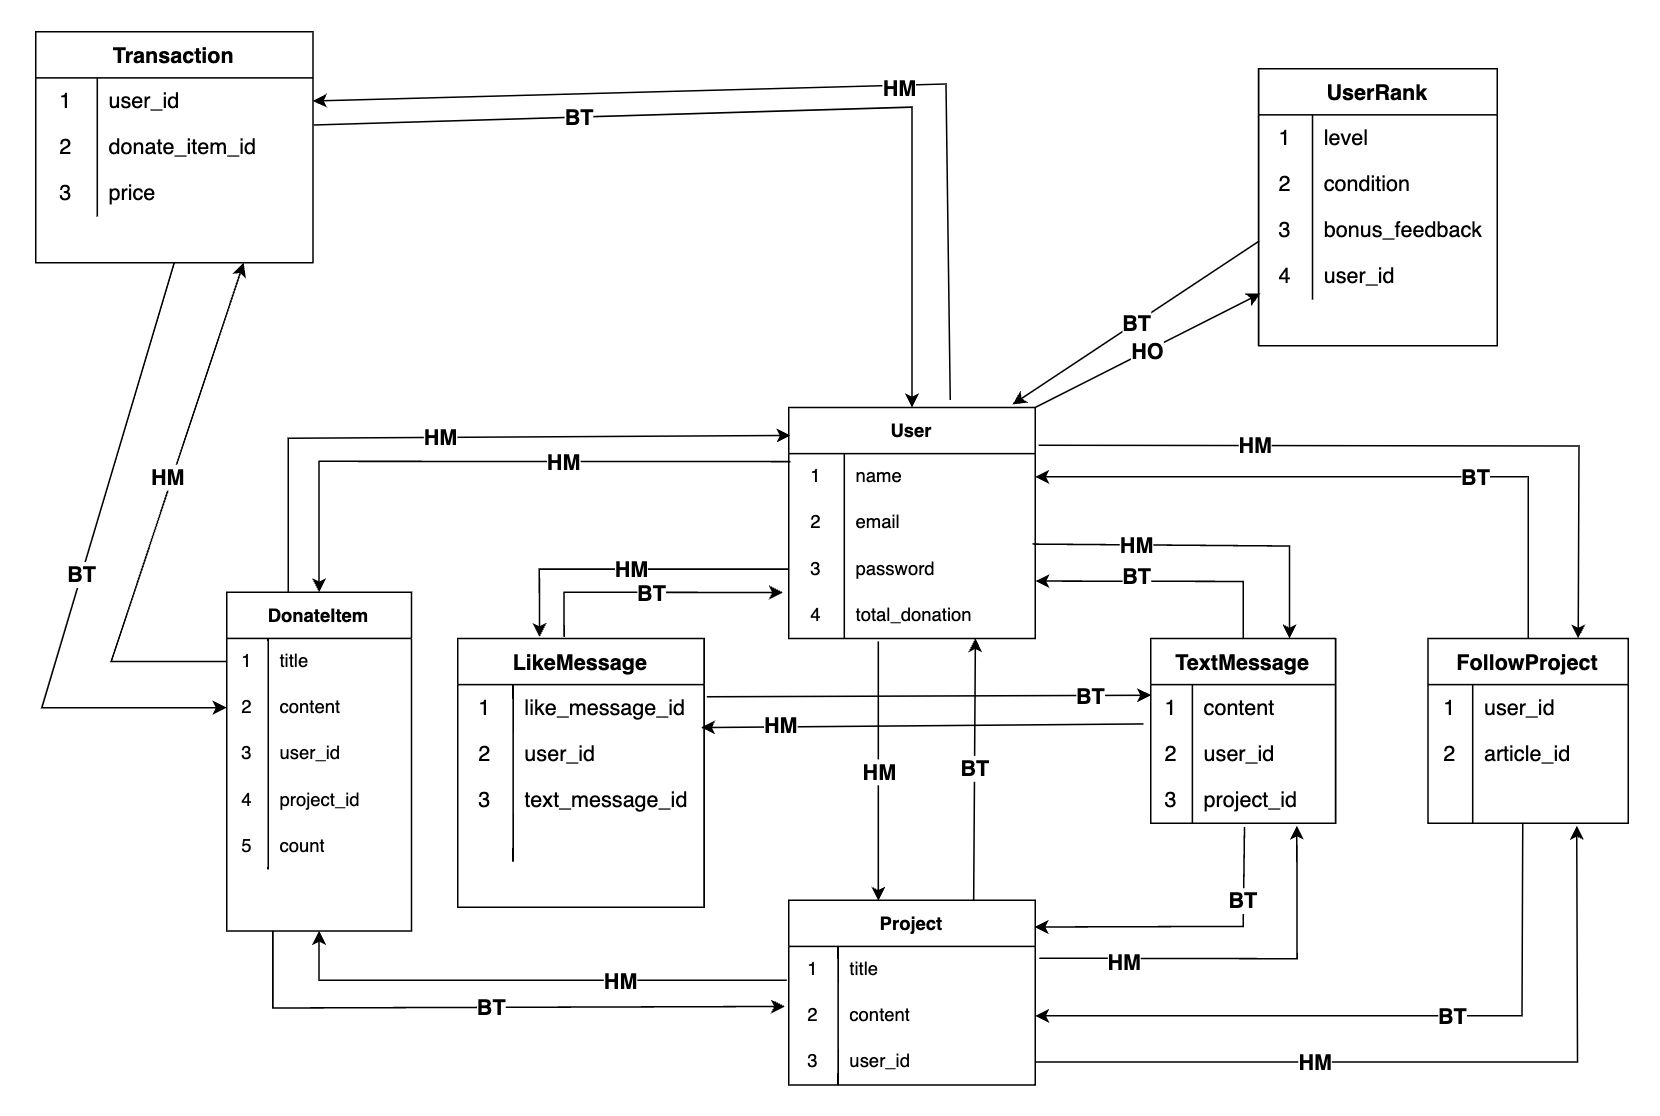 Transaction
1 user_id
2 donate_item_id
3 price
HM
BT
UserRank
1 level
2 condition
3 bonus_feedback
4 user_id
BT
HO
HM
BT
HM
HM
User
1 name
2 email
3 password
4 total_donation
HM
BT
HM
BT
HM
BT
DonateItem
1 title
2 content
3 user_id
4 project_id
5 count
LikeMessage
1 like_message_id
2 user_id
3 text_message_id
BT
HM
TextMessage
1 content
2 user_id
3 project_id
FollowProject
1 user_id
2 article_id
HM
BT
BT
HM
Project
1 title
2 content
3 user_id
HM
BT
BT
HM